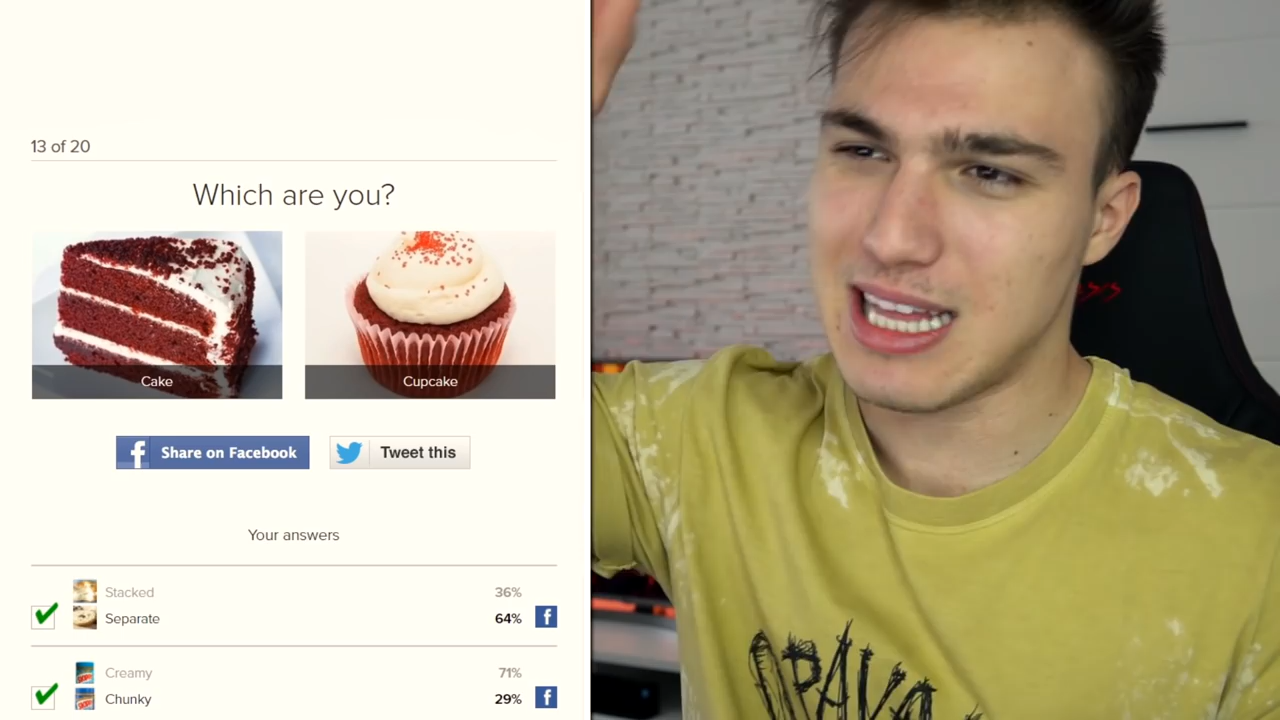 13 of 20
Which are you?
Cake
Cupcake
Share on Facebook
Tweet this
Your answers
Stacked 36%
Separate 64%
Creamy 71%
Chunky 29%